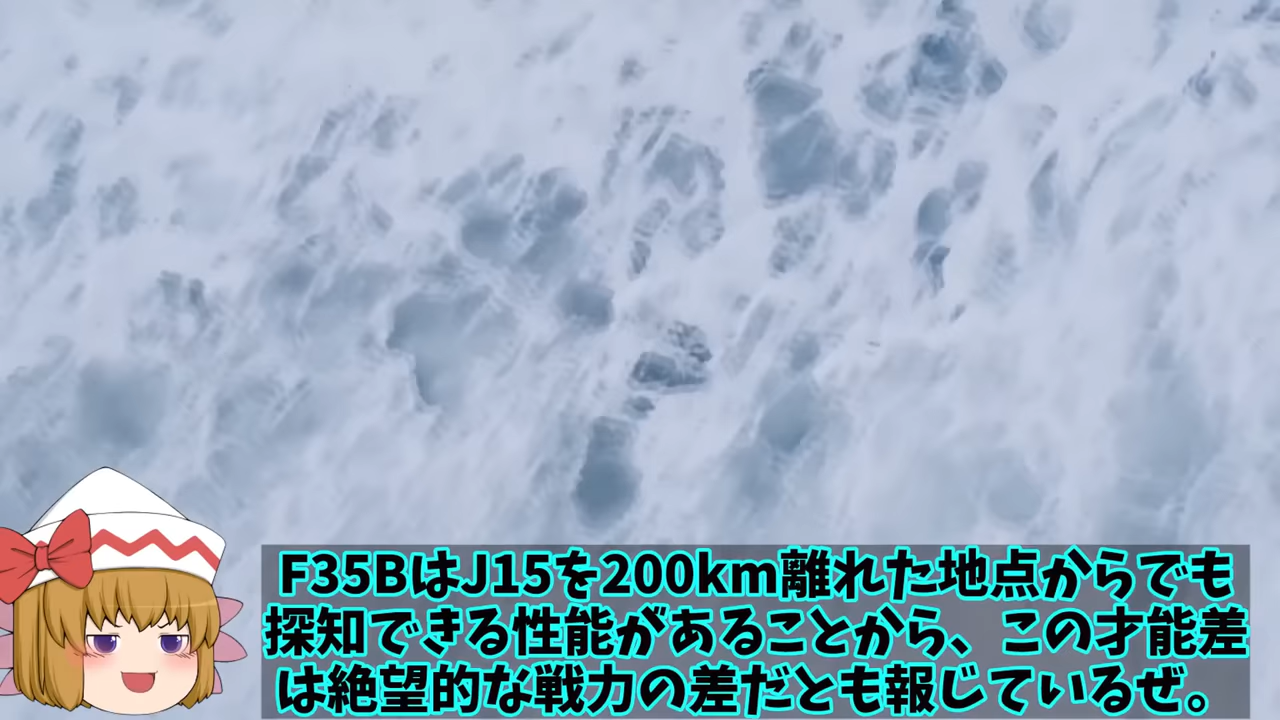 F35BはJ15を200km離れた地点からでも
探知できる性能があることから、この才能差
は絶望的な戦力の差だとも報じているぜ。